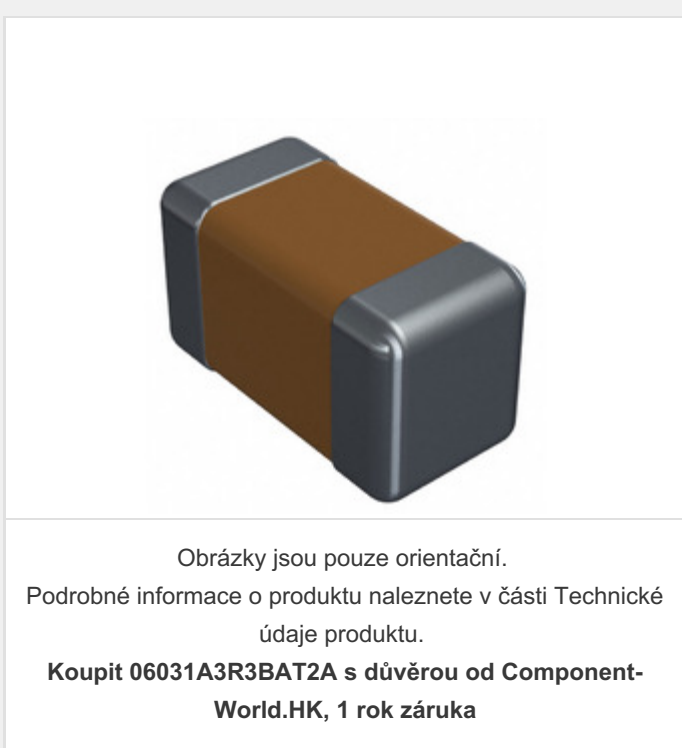 Obrázky jsou pouze orientační.
Podrobné informace o produktu naleznete v části Technické
údaje produktu.
Koupit 06031A3R3BAT2A s důvěrou od Component-
World.HK, 1 rok záruka